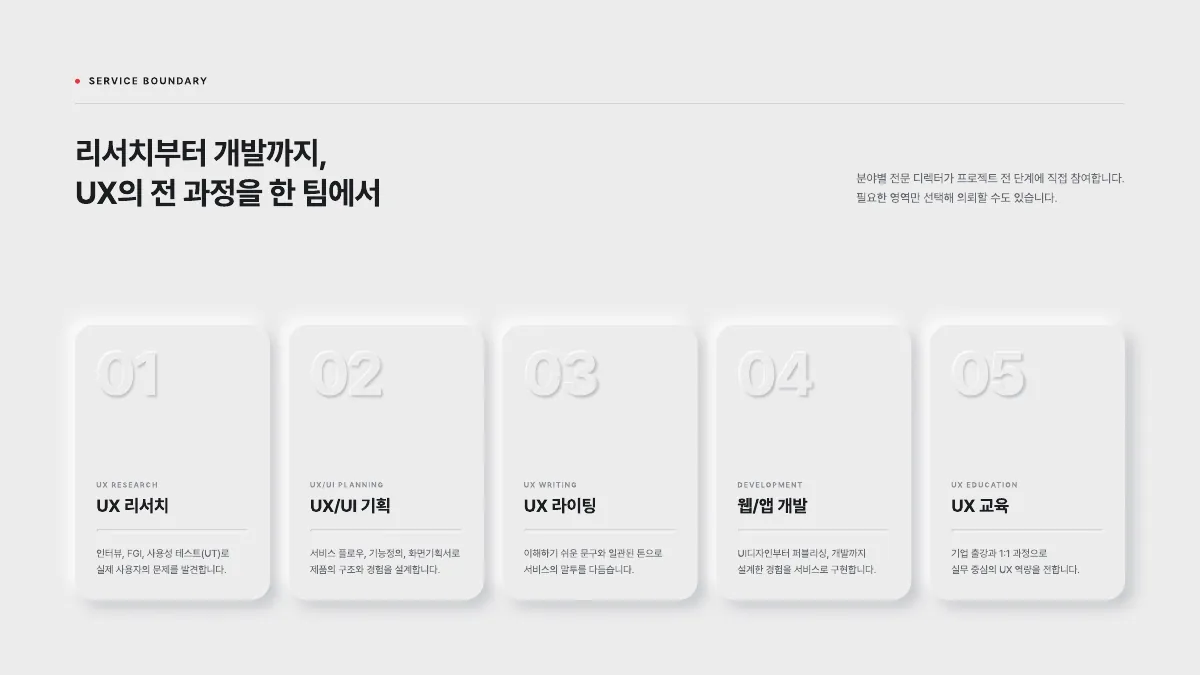 SERVICE BOUNDARY
리서치부터 개발까지,
UX의 전 과정을 한 팀에서
분야별 전문 디렉터가 프로젝트 전 단계에 직접 참여합니다.
필요한 영역만 선택해 의뢰할 수도 있습니다.
01
UX RESEARCH
UX 리서치
인터뷰, FGI, 사용성 테스트(UT)로
실제 사용자의 문제를 발견합니다.
02
UX/UI PLANNING
UX/UI 기획
서비스 플로우, 기능정의, 화면기획서로
제품의 구조와 경험을 설계합니다.
03
UX WRITING
UX 라이팅
이해하기 쉬운 문구와 일관된 톤으로
서비스의 말투를 다듬습니다.
04
DEVELOPMENT
웹/앱 개발
UI디자인부터 퍼블리싱, 개발까지
설계한 경험을 서비스로 구현합니다.
05
UX EDUCATION
UX 교육
기업 출강과 1:1 과정으로
실무 중심의 UX 역량을 전합니다.